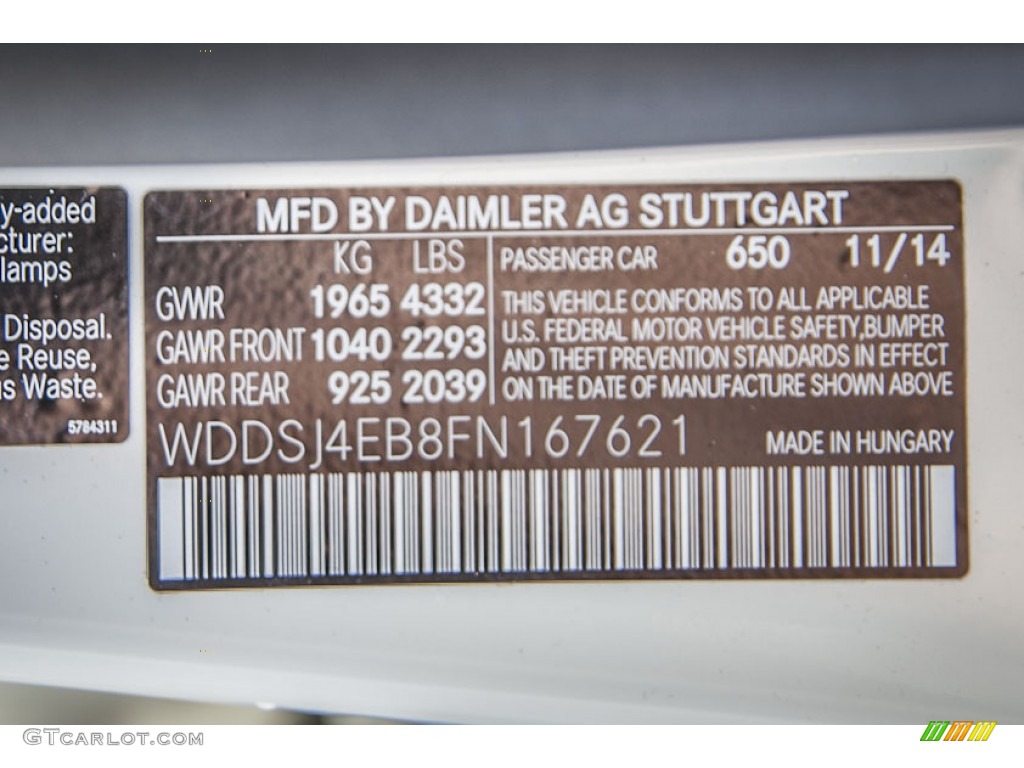 y-added
cturer:
lamps
Disposal.
e Reuse,
s Waste.
5784311
MFD BY DAIMLER AG STUTTGART
KG LBS
GVWR 1965 4332
GAWR FRONT 1040 2293
GAWR REAR 925 2039
PASSENGER CAR 650 11/14
THIS VEHICLE CONFORMS TO ALL APPLICABLE
U.S. FEDERAL MOTOR VEHICLE SAFETY,BUMPER
AND THEFT PREVENTION STANDARDS IN EFFECT
ON THE DATE OF MANUFACTURE SHOWN ABOVE
WDDSJ4EB8FN167621 MADE IN HUNGARY
GTCARLOT.COM